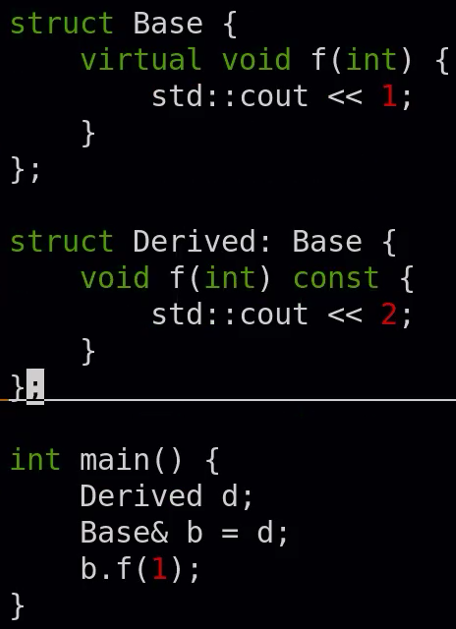 struct Base {
    virtual void f(int) {
        std::cout << 1;
    }
};

struct Derived: Base {
    void f(int) const {
        std::cout << 2;
    }
};

int main() {
    Derived d;
    Base& b = d;
    b.f(1);
}